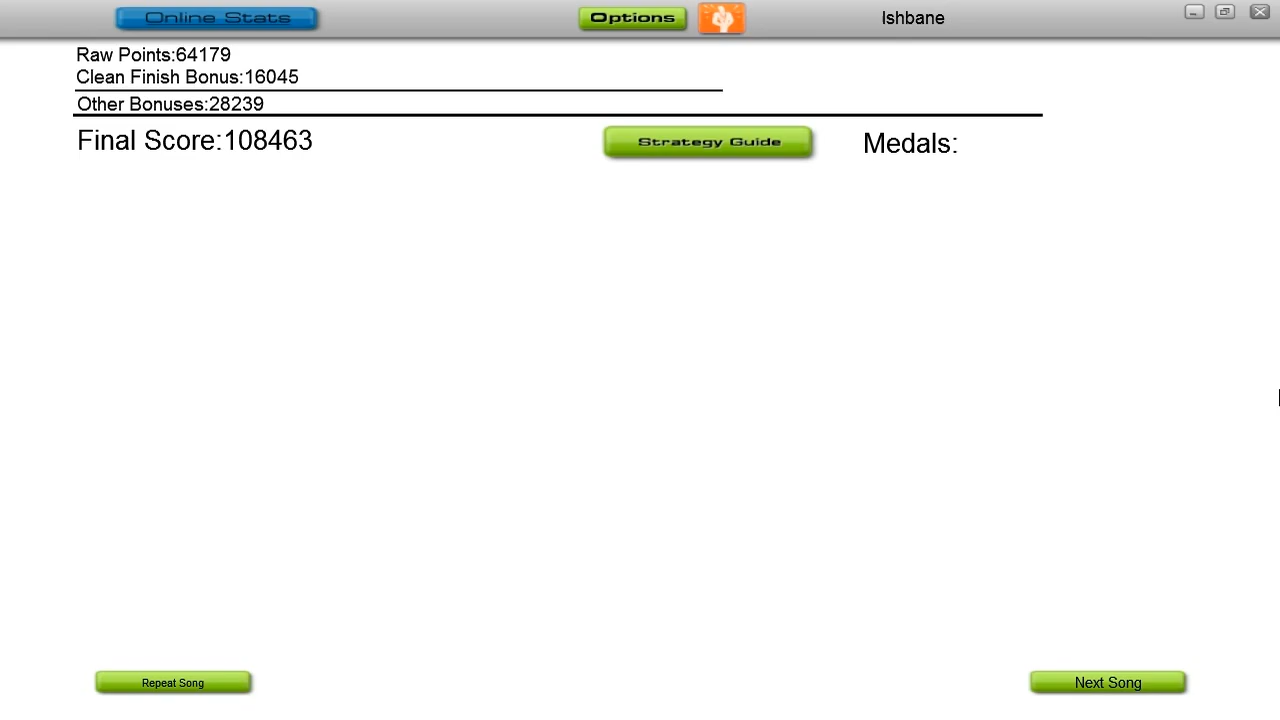 Online Stats Options Ishbane
Raw Points:64179
Clean Finish Bonus:16045
Other Bonuses:28239
Final Score:108463 Strategy Guide Medals:
Repeat Song Next Song